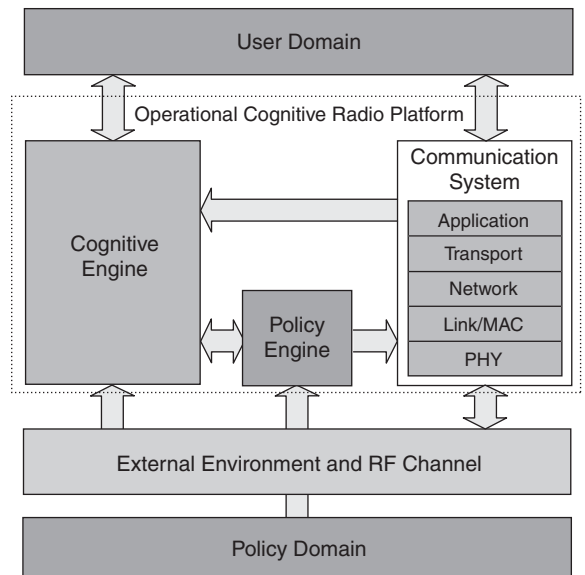 User Domain
Operational Cognitive Radio Platform
Communication
System
Application
Transport
Network
Link/MAC
PHY
Cognitive
Engine
Policy
Engine
External Environment and RF Channel
Policy Domain